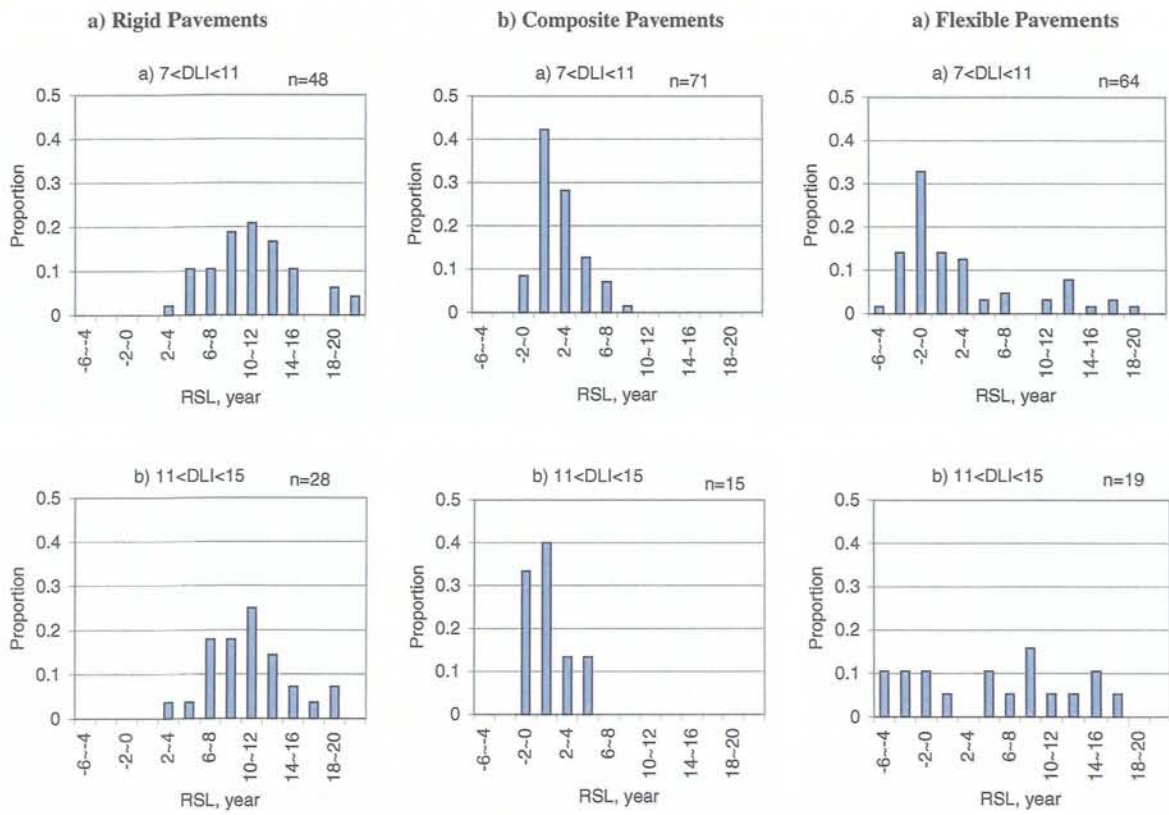 a) Rigid Pavements
b) Composite Pavements
a) Flexible Pavements
a) 7<DLI<11
n=48
0.5
0.4
0.3
0.2
0.1
0
Proportion
-6~-4
-2~0
2~4
6~8
10~12
14~16
18~20
RSL, year
a) 7<DLI<11
n=71
0.5
0.4
0.3
0.2
0.1
0
Proportion
-6~-4
-2~0
2~4
6~8
10~12
14~16
18~20
RSL, year
a) 7<DLI<11
n=64
0.5
0.4
0.3
0.2
0.1
0
Proportion
-6~-4
-2~0
2~4
6~8
10~12
14~16
18~20
RSL, year
b) 11<DLI<15
n=28
0.5
0.4
0.3
0.2
0.1
0
Proportion
-6~-4
-2~0
2~4
6~8
10~12
14~16
18~20
RSL, year
b) 11<DLI<15
n=15
0.5
0.4
0.3
0.2
0.1
0
Proportion
-6~-4
-2~0
2~4
6~8
10~12
14~16
18~20
RSL, year
b) 11<DLI<15
n=19
0.5
0.4
0.3
0.2
0.1
0
Proportion
-6~-4
-2~0
2~4
6~8
10~12
14~16
18~20
RSL, year